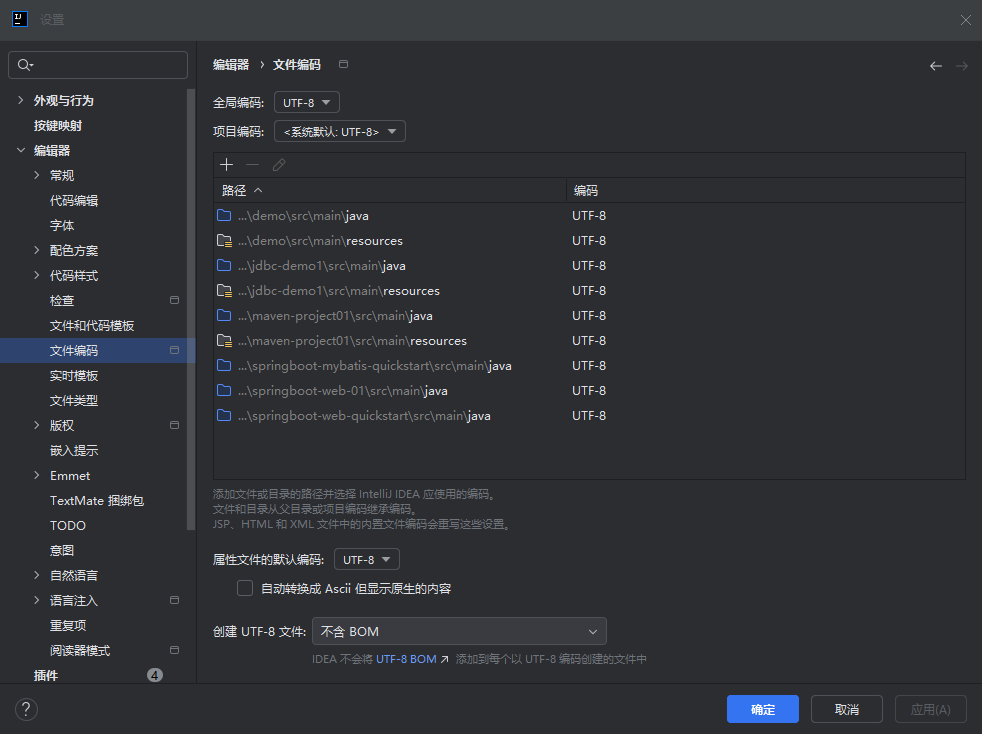 设置
编辑器 › 文件编码
外观与行为
按键映射
编辑器
常规
代码编辑
字体
配色方案
代码样式
检查
文件和代码模板
文件编码
实时模板
文件类型
版权
嵌入提示
Emmet
TextMate 捆绑包
TODO
意图
自然语言
语言注入
重复项
阅读器模式
插件 4
全局编码: UTF-8
项目编码: <系统默认: UTF-8>
路径 编码
...\demo\src\main\java UTF-8
...\demo\src\main\resources UTF-8
...\jdbc-demo1\src\main\java UTF-8
...\jdbc-demo1\src\main\resources UTF-8
...\maven-project01\src\main\java UTF-8
...\maven-project01\src\main\resources UTF-8
...\springboot-mybatis-quickstart\src\main\java UTF-8
...\springboot-web-01\src\main\java UTF-8
...\springboot-web-quickstart\src\main\java UTF-8
添加文件或目录的路径并选择 IntelliJ IDEA 应使用的编码。
文件和目录从父目录或项目编码继承编码。
JSP、HTML 和 XML 文件中的内置文件编码会重写这些设置。
属性文件的默认编码: UTF-8
自动转换成 Ascii 但显示原生的内容
创建 UTF-8 文件: 不含 BOM
IDEA 不会将 UTF-8 BOM ↗ 添加到每个以 UTF-8 编码创建的文件中
?
确定 取消 应用(A)